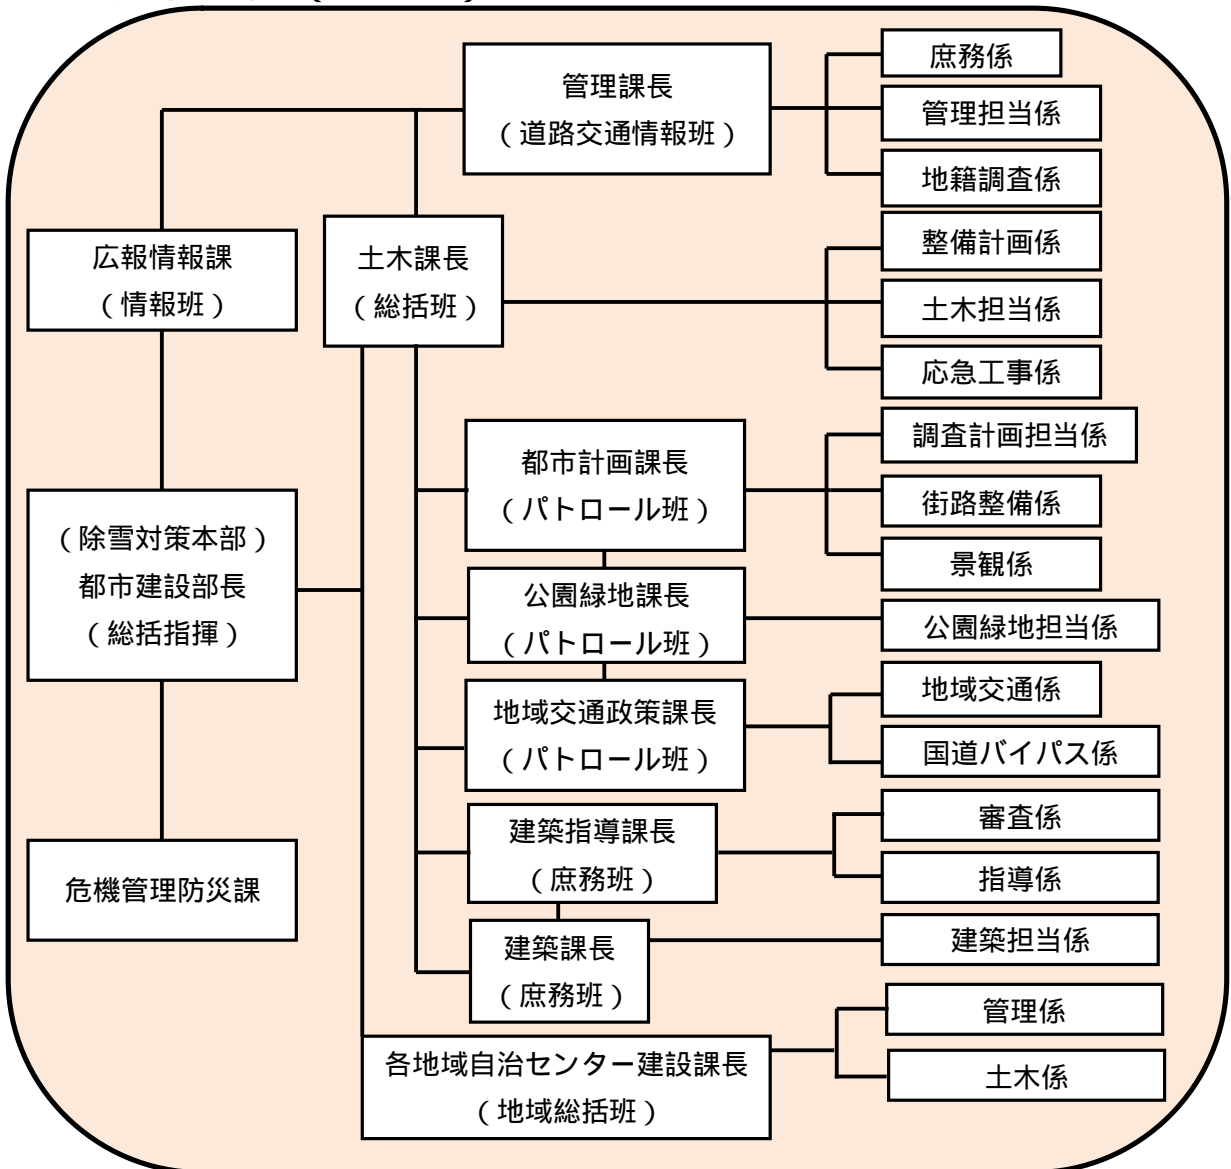 管理課長
（道路交通情報班）
庶務係
管理担当係
地籍調査係
広報情報課
（情報班）
土木課長
（総括班）
整備計画係
土木担当係
応急工事係
都市計画課長
（パトロール班）
調査計画担当係
街路整備係
景観係
（除雪対策本部）
都市建設部長
（総括指揮）
公園緑地課長
（パトロール班）
公園緑地担当係
地域交通政策課長
（パトロール班）
地域交通係
国道バイパス係
建築指導課長
（庶務班）
審査係
指導係
危機管理防災課
建築課長
（庶務班）
建築担当係
各地域自治センター建設課長
（地域総括班）
管理係
土木係